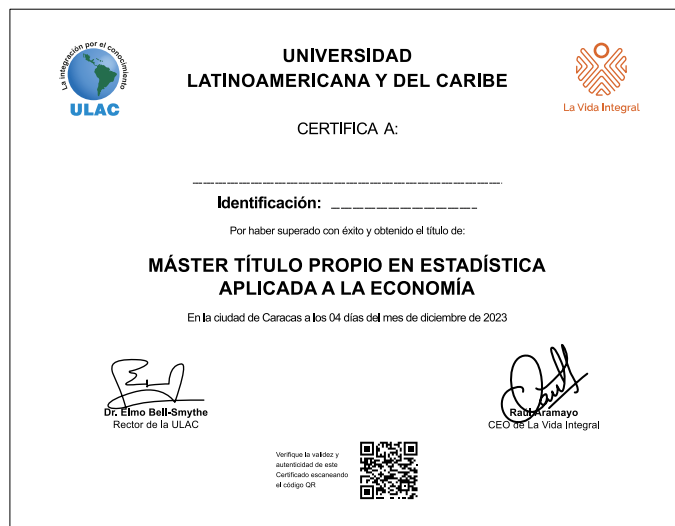 La integración por el conocimiento
ULAC
UNIVERSIDAD
LATINOAMERICANA Y DEL CARIBE
La Vida Integral
CERTIFICA A:
Identificación:
Por haber superado con éxito y obtenido el título de:
MÁSTER TÍTULO PROPIO EN ESTADÍSTICA
APLICADA A LA ECONOMÍA
En la ciudad de Caracas a los 04 días del mes de diciembre de 2023
Dr. Elmo Bell-Smythe
Rector de la ULAC
Raúl Aramayo
CEO de La Vida Integral
Verifique la validez y
autenticidad de este
Certificado escaneando
el código QR